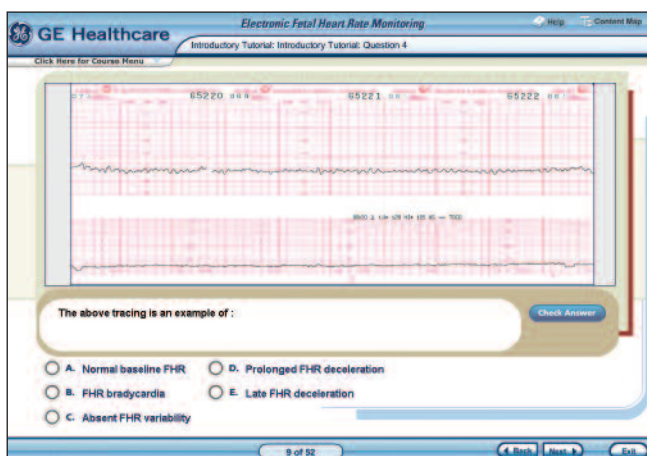 Electronic Fetal Heart Rate Monitoring
Help
Content Map
GE Healthcare
Introductory Tutorial: Introductory Tutorial: Question 4
Click Here for Course Menu
65220
65221
65222
The above tracing is an example of :
Check Answer
A. Normal baseline FHR
D. Prolonged FHR deceleration
B. FHR bradycardia
E. Late FHR deceleration
C. Absent FHR variability
9 of 52
Back
Next
Exit